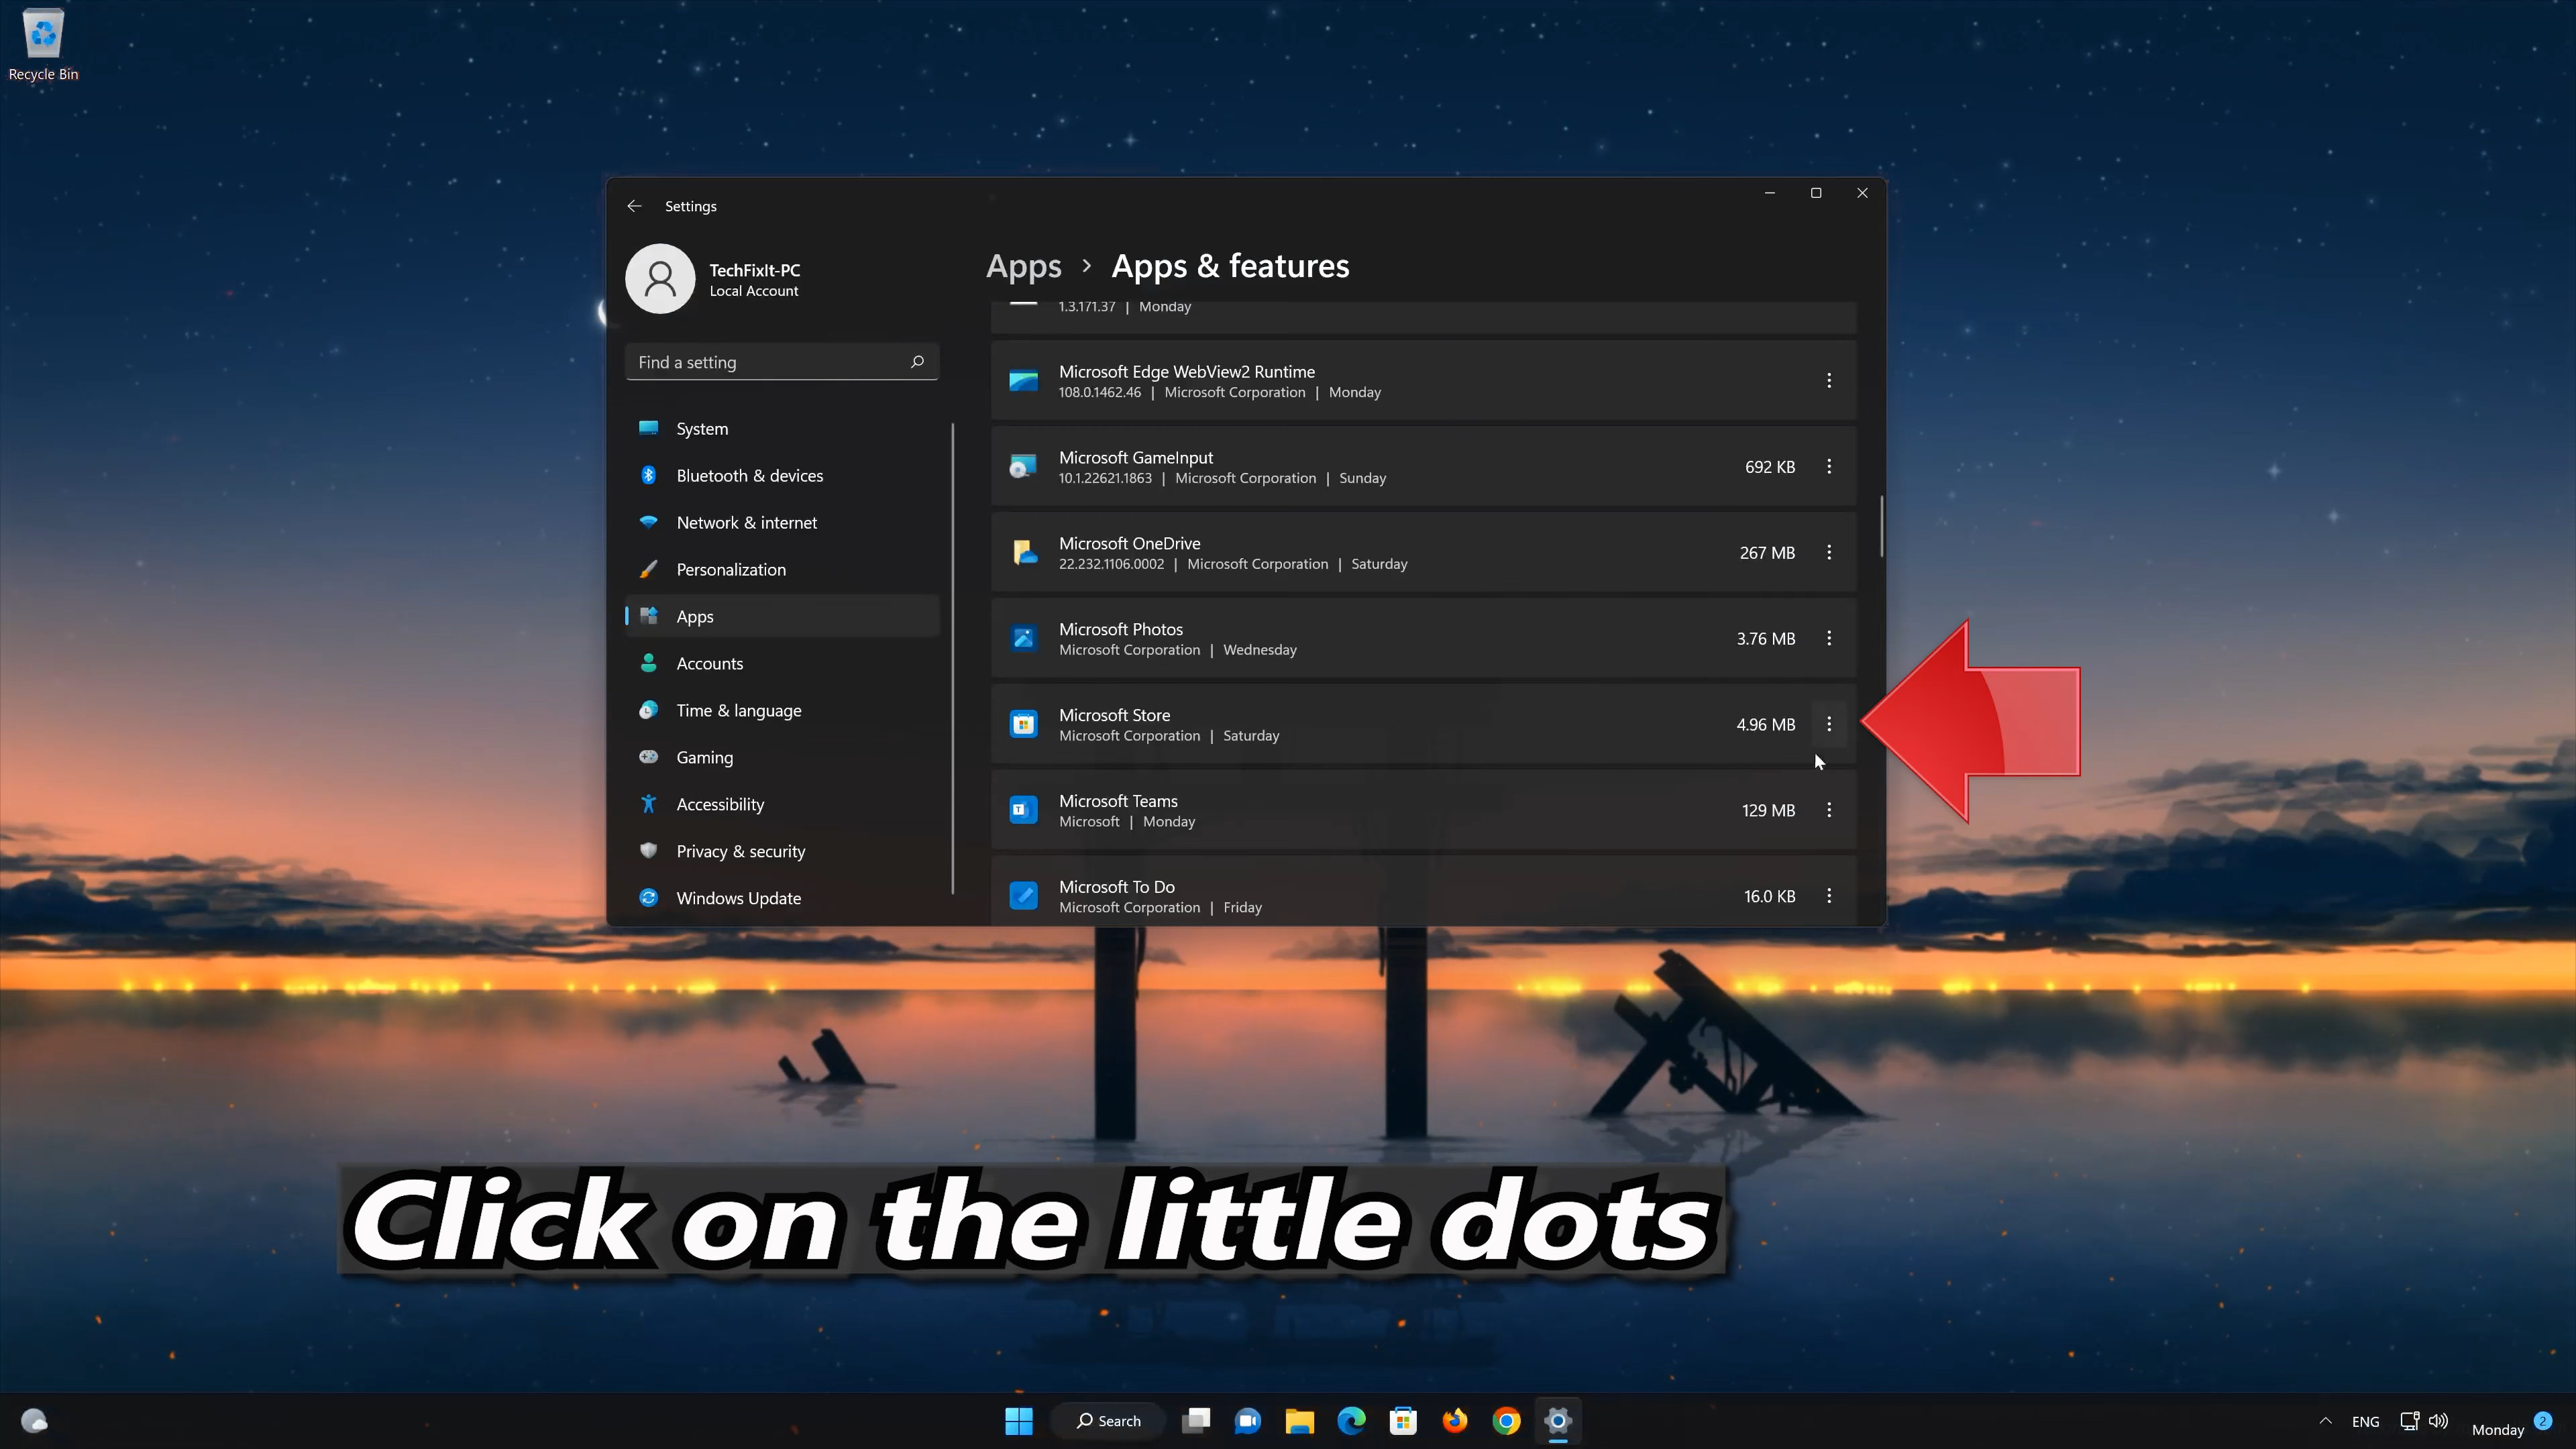 Recycle Bin
Settings
TechFixIt-PC
Local Account
Find a setting
System
Bluetooth & devices
Network & internet
Personalization
Apps
Accounts
Time & language
Gaming
Accessibility
Privacy & security
Windows Update
Apps > Apps & features
1.3.171.37 | Monday
Microsoft Edge WebView2 Runtime
108.0.1462.46 | Microsoft Corporation | Monday
Microsoft GameInput
10.1.22621.1863 | Microsoft Corporation | Sunday
692 KB
Microsoft OneDrive
22.232.1106.0002 | Microsoft Corporation | Saturday
267 MB
Microsoft Photos
Microsoft Corporation | Wednesday
3.76 MB
Microsoft Store
Microsoft Corporation | Saturday
4.96 MB
Microsoft Teams
Microsoft | Monday
129 MB
Microsoft To Do
Microsoft Corporation | Friday
16.0 KB
Click on the little dots
Search
ENG
Monday
2